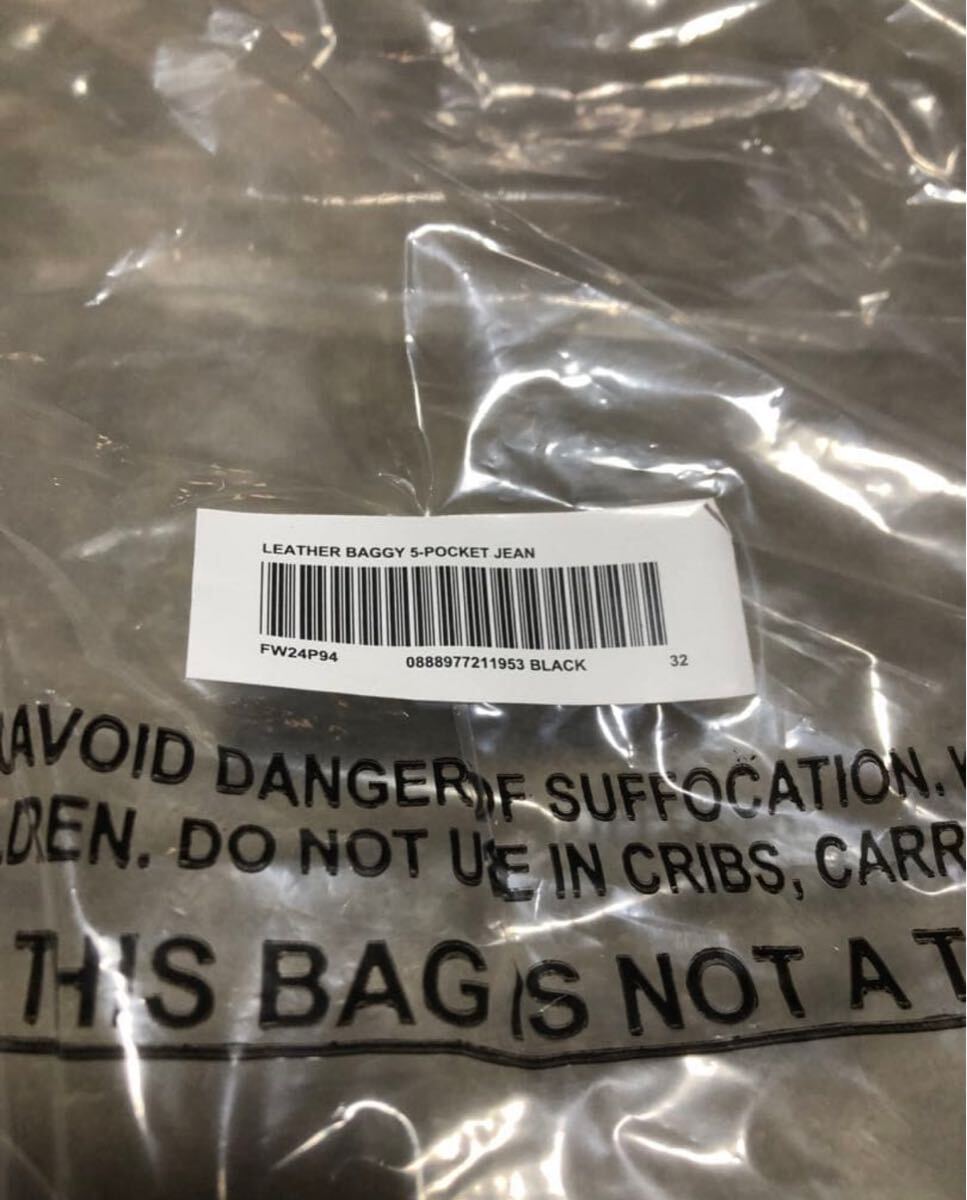 LEATHER BAGGY 5-POCKET JEAN
FW24P94 0888977211953 BLACK 32
AVOID DANGER OF SUFFOCATION.
DREN. DO NOT USE IN CRIBS, CARR
THIS BAG IS NOT A T